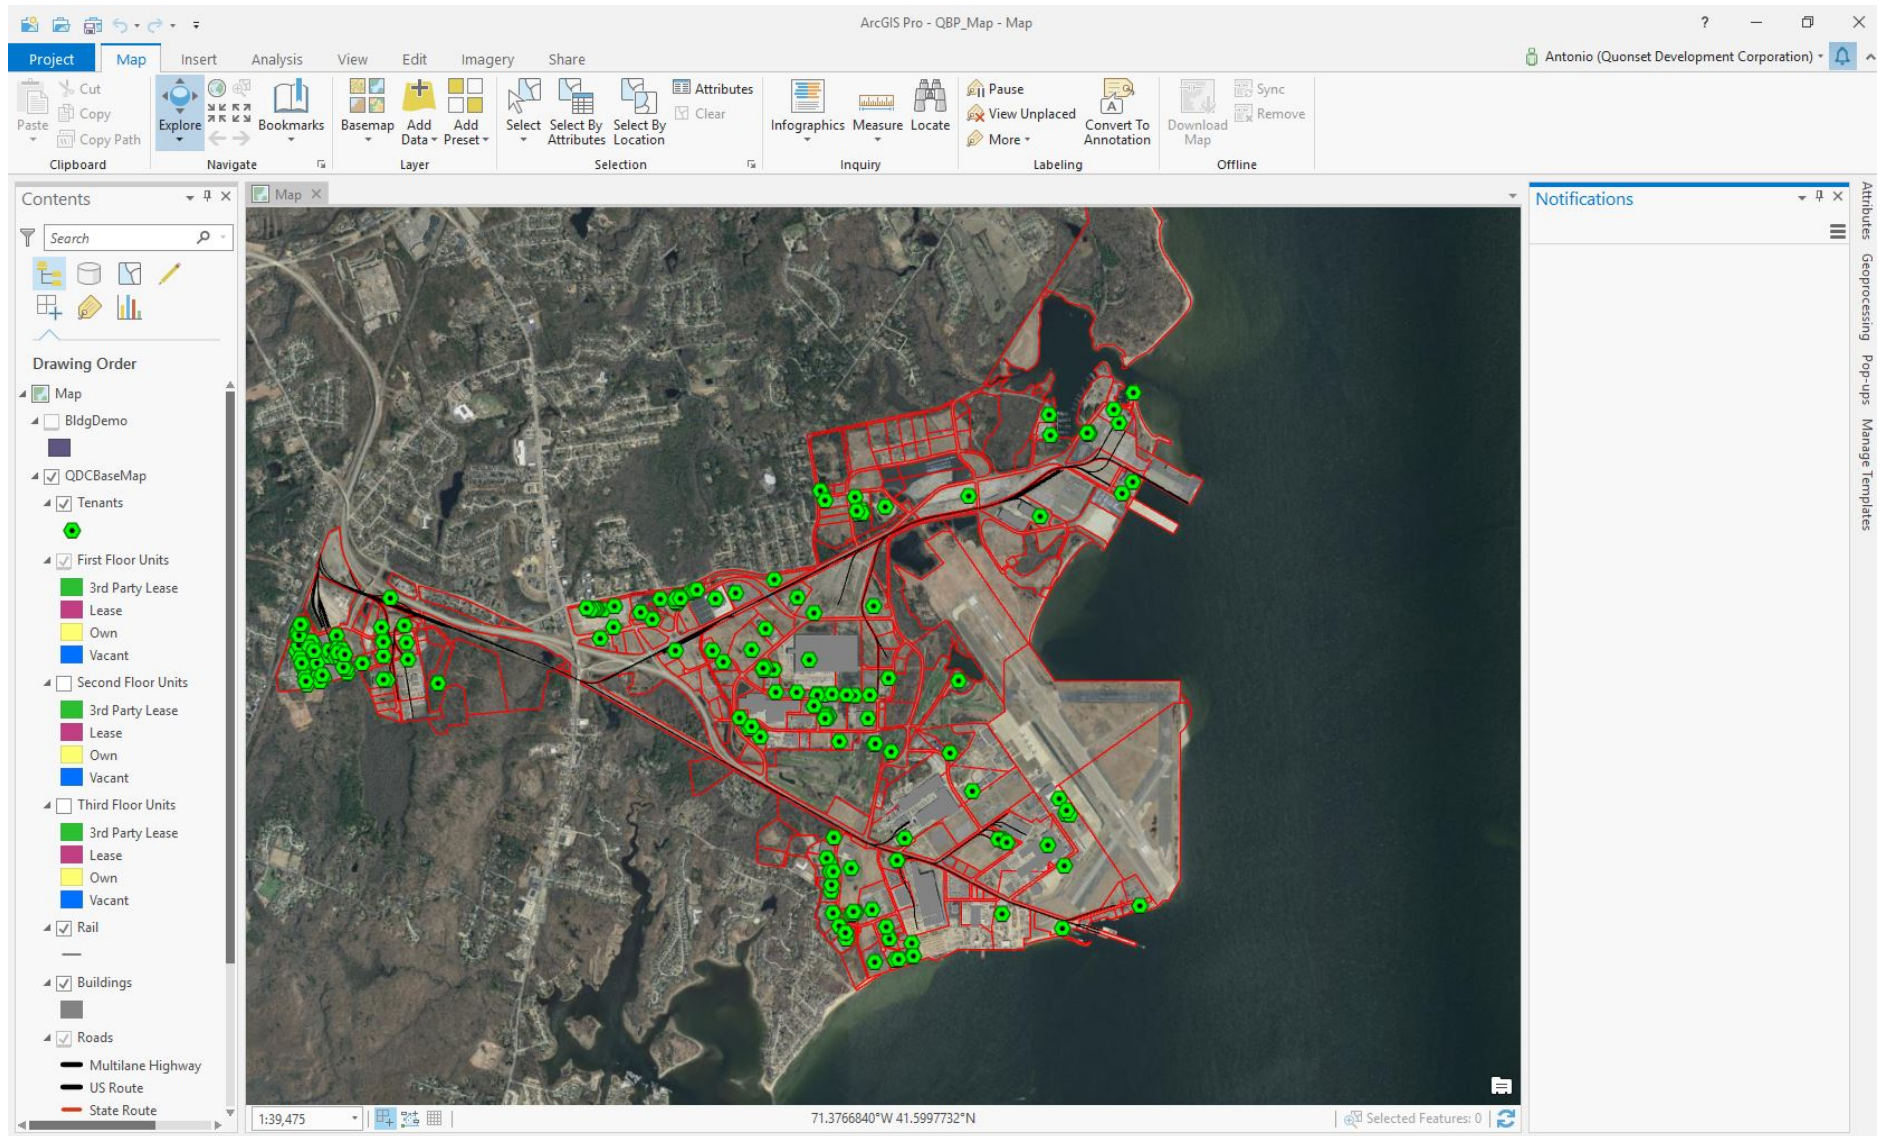 ArcGIS Pro - QBP_Map - Map
?
Project Map Insert Analysis View Edit Imagery Share
Antonio (Quonset Development Corporation)
Paste
Cut
Copy
Copy Path
Clipboard
Explore
Bookmarks
Navigate
Basemap
Add Data
Add Preset
Layer
Select
Select By Attributes
Select By Location
Attributes
Clear
Selection
Infographics
Measure
Locate
Inquiry
Pause
View Unplaced
More
Convert To Annotation
Labeling
Download Map
Sync
Remove
Offline
Contents
Search
Drawing Order
Map
BldgDemo
QDCBaseMap
Tenants
First Floor Units
3rd Party Lease
Lease
Own
Vacant
Second Floor Units
3rd Party Lease
Lease
Own
Vacant
Third Floor Units
3rd Party Lease
Lease
Own
Vacant
Rail
Buildings
Roads
Multilane Highway
US Route
State Route
Map
1:39,475
71.3766840°W 41.5997732°N
Selected Features: 0
Notifications
Attributes
Geoprocessing
Pop-ups
Manage Templates